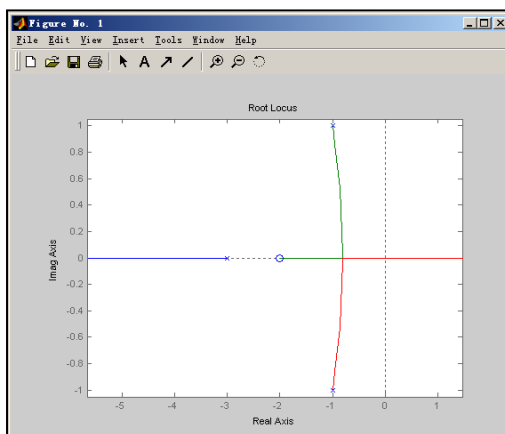 Figure No. 1
File Edit View Insert Tools Window Help
A
Root Locus
1
0.8
0.6
0.4
0.2
0
-0.2
-0.4
-0.6
-0.8
-1
Imag Axis
-5 -4 -3 -2 -1 0 1
Real Axis